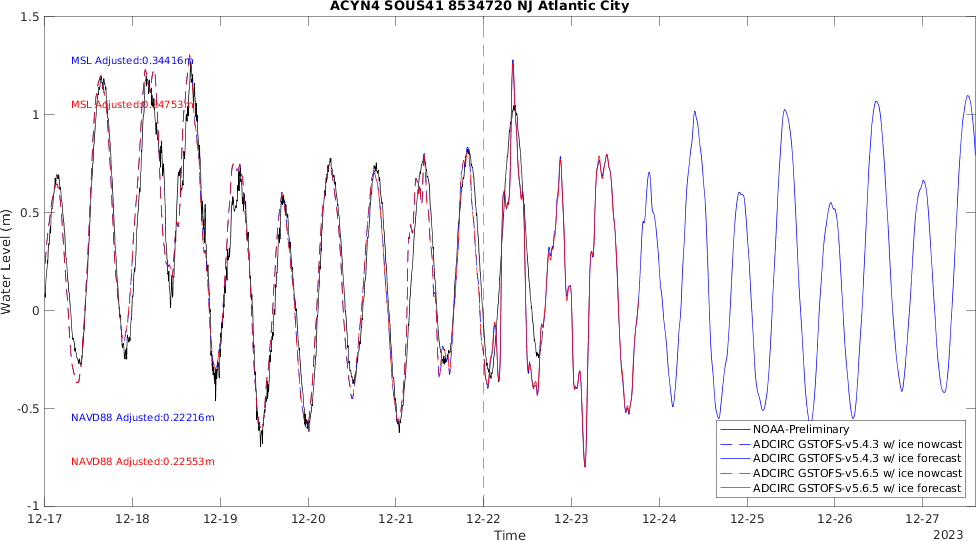 ACYN4 SOUS41 8534720 NJ Atlantic City
1.5
MSL Adjusted:0.34416m
MSL Adjusted:0.34753m
1
0.5
Water Level (m)
0
-0.5
NAVD88 Adjusted:0.22216m
NAVD88 Adjusted:0.22553m
-1
NOAA-Preliminary
ADCIRC GSTOFS-v5.4.3 w/ ice nowcast
ADCIRC GSTOFS-v5.4.3 w/ ice forecast
ADCIRC GSTOFS-v5.6.5 w/ ice nowcast
ADCIRC GSTOFS-v5.6.5 w/ ice forecast
12-17 12-18 12-19 12-20 12-21 12-22 12-23 12-24 12-25 12-26 12-27
Time
2023